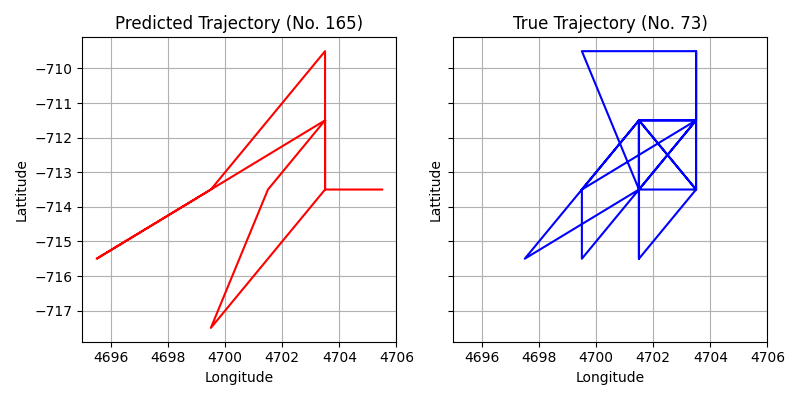 Predicted Trajectory (No. 165)
True Trajectory (No. 73)
−710
−711
−712
−713
−714
−715
−716
−717
Lattitude
Lattitude
4696 4698 4700 4702 4704 4706
4696 4698 4700 4702 4704 4706
Longitude
Longitude